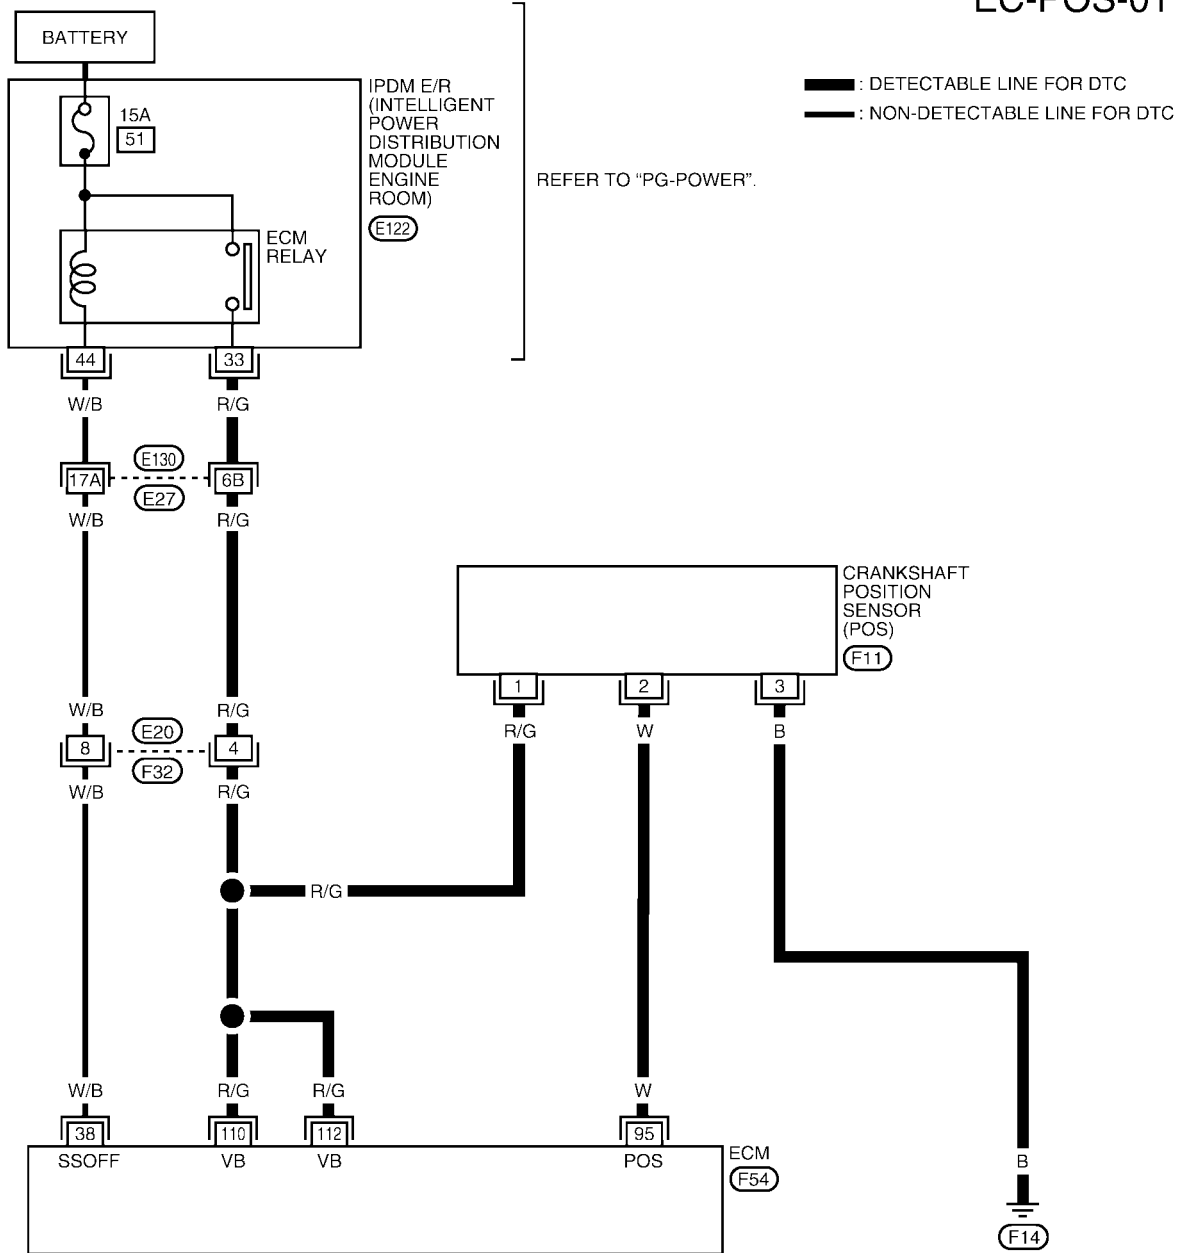 EC-POS-01
BATTERY
: DETECTABLE LINE FOR DTC
: NON-DETECTABLE LINE FOR DTC
15A
51
IPDM E/R
(INTELLIGENT
POWER
DISTRIBUTION
MODULE
ENGINE
ROOM)
E122
REFER TO “PG-POWER”.
ECM
RELAY
44
33
W/B
R/G
E130
17A
6B
E27
W/B
R/G
CRANKSHAFT
POSITION
SENSOR
(POS)
F11
1
2
3
W/B
R/G
R/G
W
B
E20
8
4
F32
W/B
R/G
R/G
W/B
R/G
R/G
W
38
110
112
95
SSOFF
VB
VB
POS
ECM
F54
B
F14